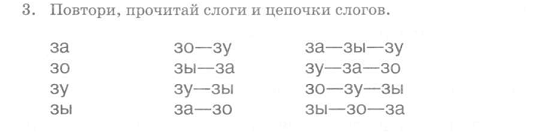 3. Повтори, прочитай слоги и цепочки слогов.
за зо—зу за—зы—зу
зо зы—за зу—за—зо
зу зу—зы зо—зу—зы
зы за—зо зы—зо—за